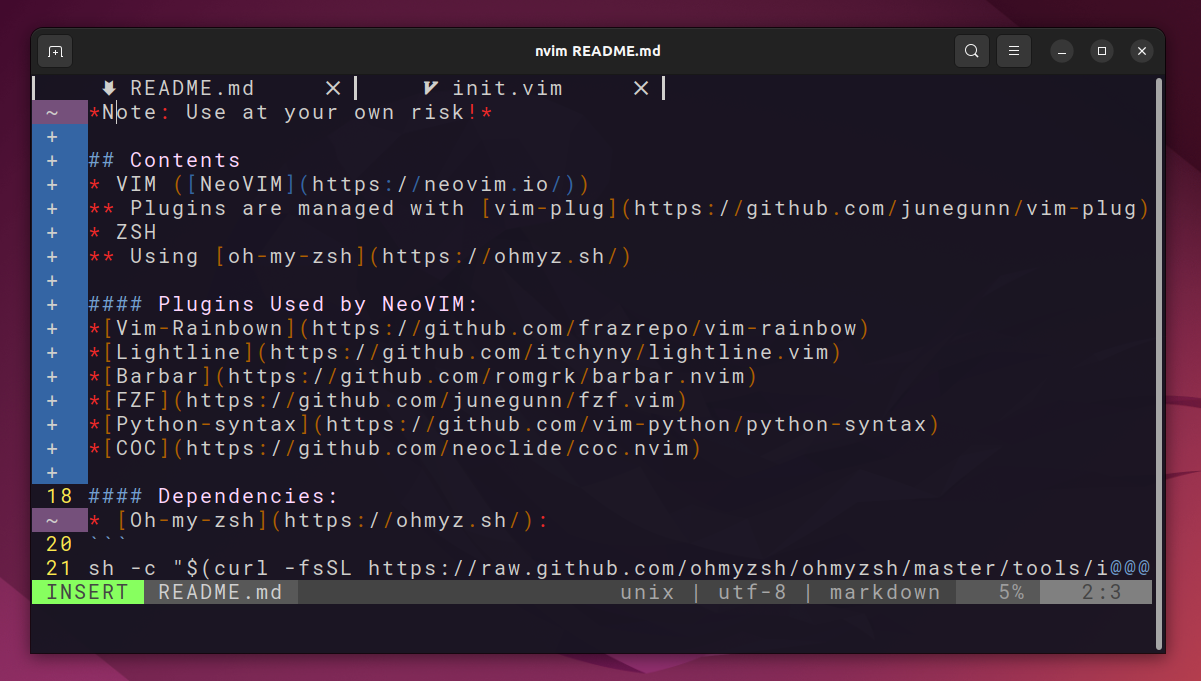 nvim README.md
README.md × init.vim ×
~ *Note: Use at your own risk!*
+
+ ## Contents
+ * VIM ([NeoVIM](https://neovim.io/))
+ ** Plugins are managed with [vim-plug](https://github.com/junegunn/vim-plug)
+ * ZSH
+ ** Using [oh-my-zsh](https://ohmyz.sh/)
+
+ #### Plugins Used by NeoVIM:
+ *[Vim-Rainbown](https://github.com/frazrepo/vim-rainbow)
+ *[Lightline](https://github.com/itchyny/lightline.vim)
+ *[Barbar](https://github.com/romgrk/barbar.nvim)
+ *[FZF](https://github.com/junegunn/fzf.vim)
+ *[Python-syntax](https://github.com/vim-python/python-syntax)
+ *[COC](https://github.com/neoclide/coc.nvim)
+
18 #### Dependencies:
~ * [Oh-my-zsh](https://ohmyz.sh/):
20 ```
21 sh -c "$(curl -fsSL https://raw.github.com/ohmyzsh/ohmyzsh/master/tools/i@@@
INSERT README.md unix | utf-8 | markdown 5% 2:3